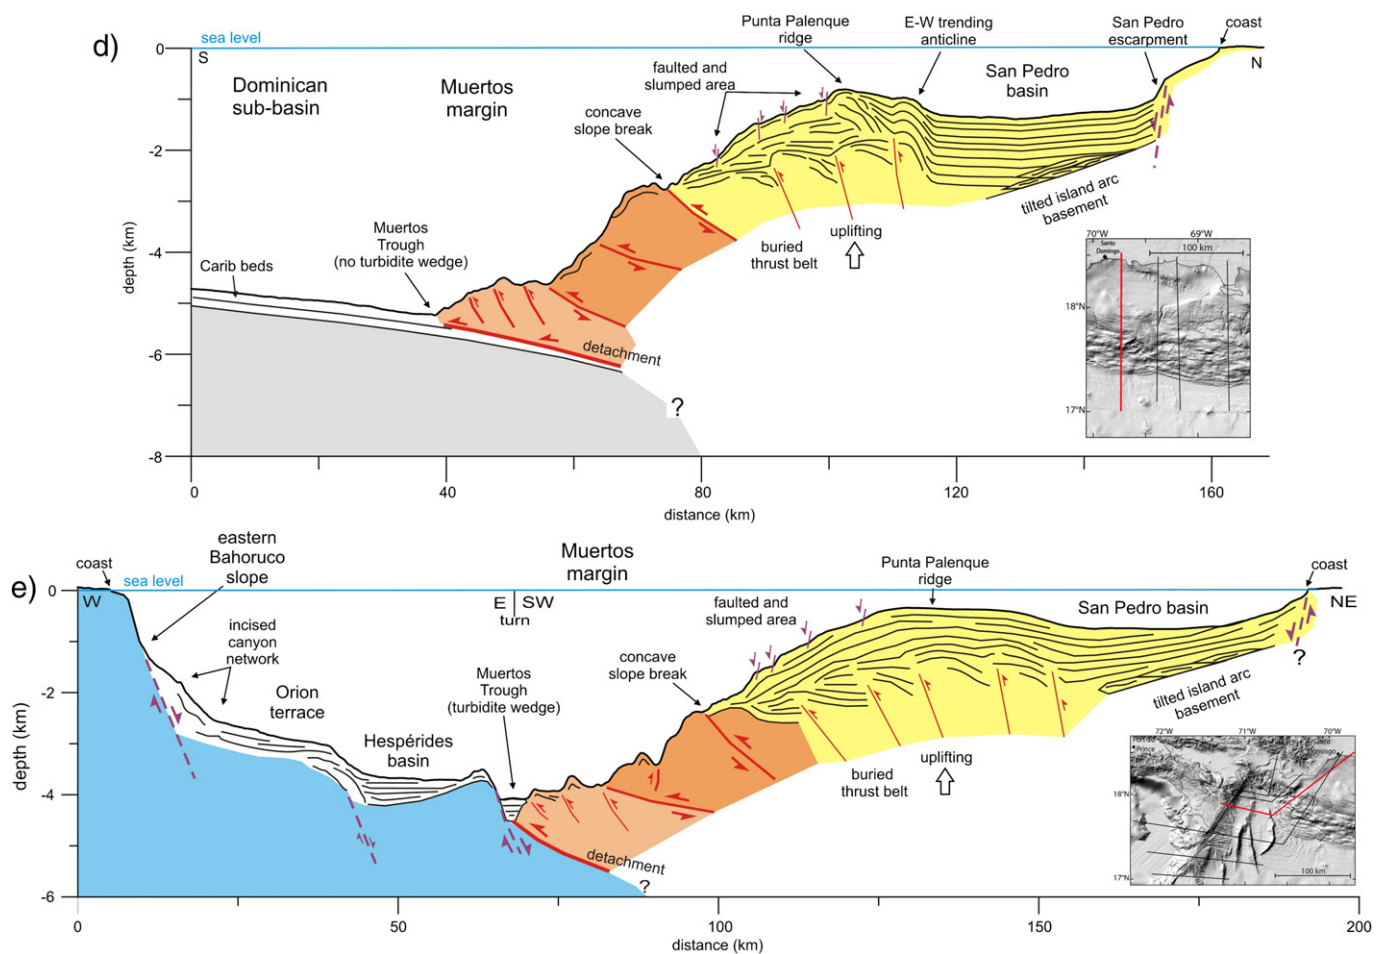 d)
sea level
S
Dominican
sub-basin
Muertos
margin
Punta Palenque
ridge
E-W trending
anticline
San Pedro
escarpment
coast
N
faulted and
slumped area
San Pedro
basin
concave
slope break
Muertos
Trough
(no turbidite wedge)
Carib beds
detachment
?
buried
thrust belt
uplifting
tilted island arc
basement
70°W
69°W
Santo
Domingo
100 km
18°N
17°N
0
-2
-4
-6
-8
depth (km)
0
40
80
120
160
distance (km)
e)
coast
sea level
W
eastern
Bahoruco
slope
Muertos
margin
E
SW
turn
Punta Palenque
ridge
San Pedro basin
coast
NE
?
incised
canyon
network
Orion
terrace
Hespérides
basin
Muertos
Trough
(turbidite wedge)
concave
slope break
faulted and
slumped area
detachment
?
buried
thrust belt
uplifting
tilted island arc
basement
72°W
71°W
70°W
Prince
18°N
17°N
100 km
0
-2
-4
-6
depth (km)
0
50
100
150
200
distance (km)